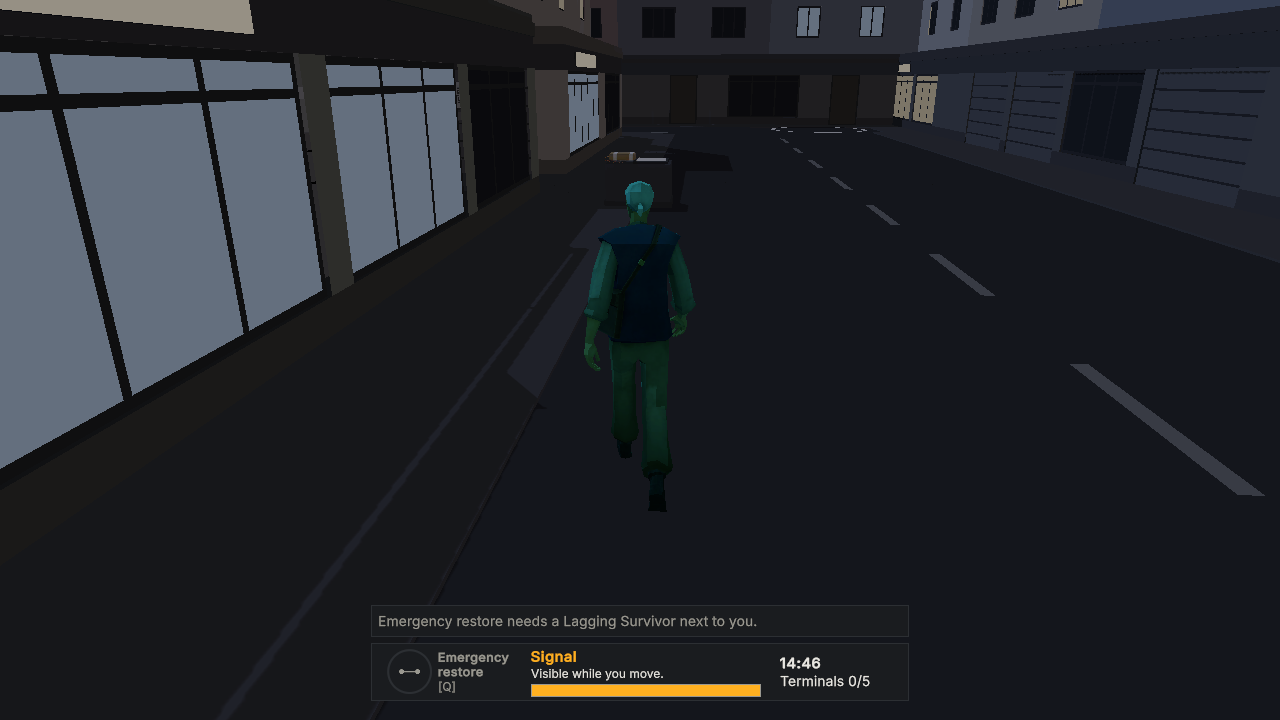 Emergency restore needs a Lagging Survivor next to you.
Emergency
restore
[Q]
Signal
Visible while you move.
14:46
Terminals 0/5